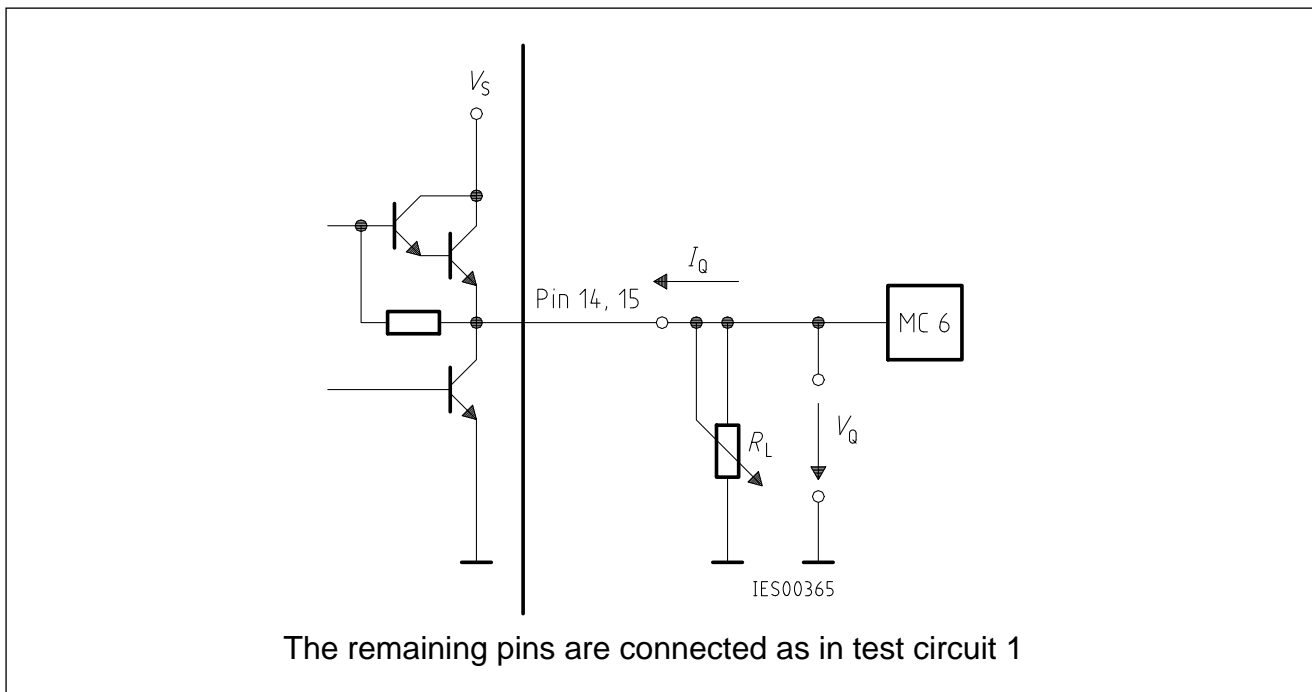 VS
IQ
Pin 14, 15
MC 6
RL
VQ
IES00365
The remaining pins are connected as in test circuit 1